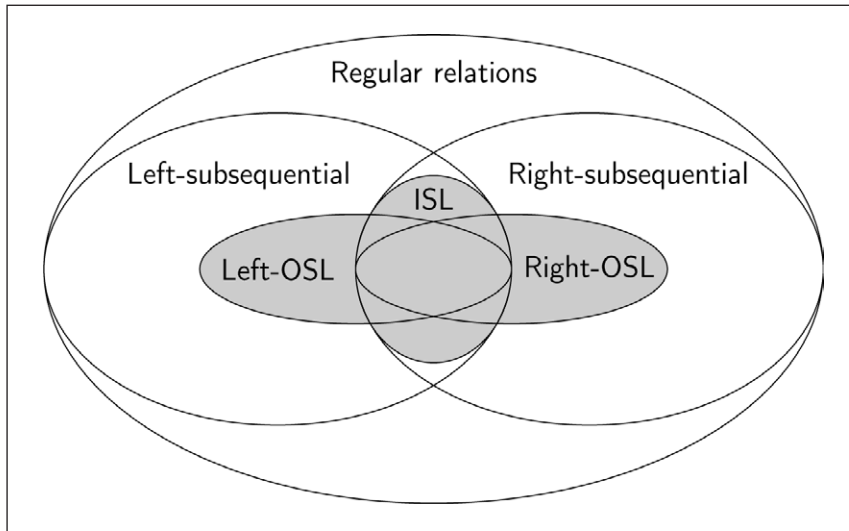 Regular relations
Left-subsequential
Right-subsequential
ISL
Left-OSL
Right-OSL